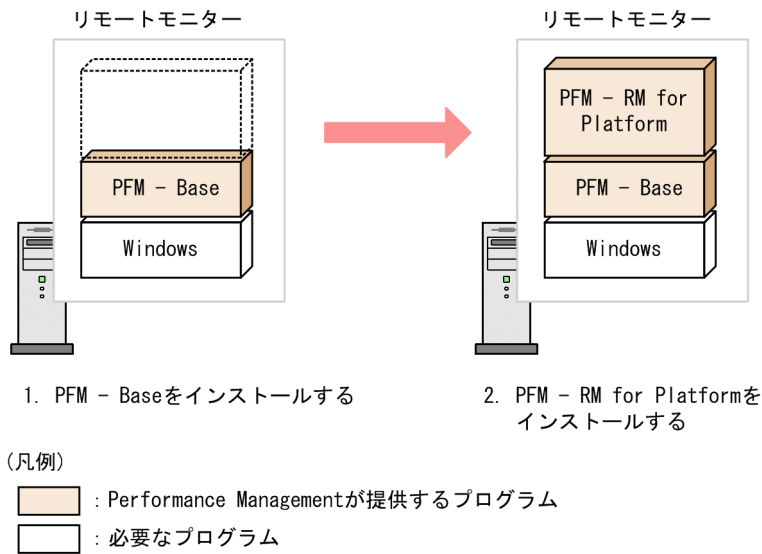 リモートモニター
PFM - Base
Windows
1. PFM - Baseをインストールする
リモートモニター
PFM - RM for
Platform
PFM - Base
Windows
2. PFM - RM for Platformを
インストールする
(凡例)
：Performance Managementが提供するプログラム
：必要なプログラム